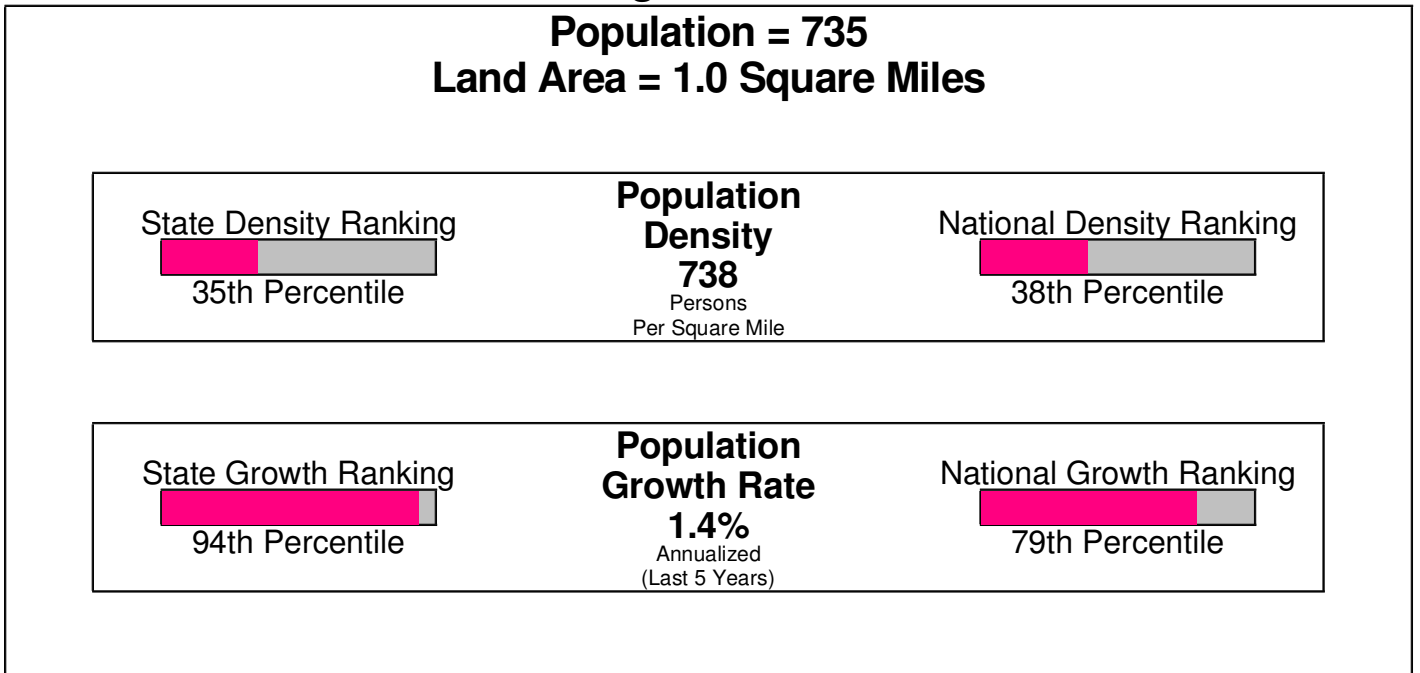 Population = 735
Land Area = 1.0 Square Miles
State Density Ranking
35th Percentile
Population
Density
738
Persons
Per Square Mile
National Density Ranking
38th Percentile
State Growth Ranking
94th Percentile
Population
Growth Rate
1.4%
Annualized
(Last 5 Years)
National Growth Ranking
79th Percentile